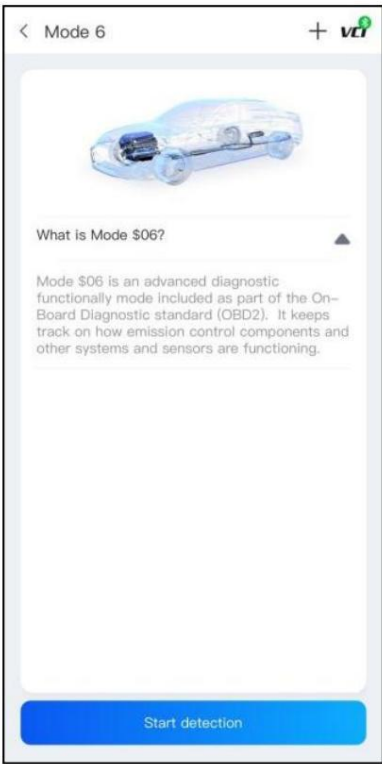 Mode 6
VCI
What is Mode $06?
Mode $06 is an advanced diagnostic
functionally mode included as part of the On-
Board Diagnostic standard (OBD2). It keeps
track on how emission control components and
other systems and sensors are functioning.
Start detection